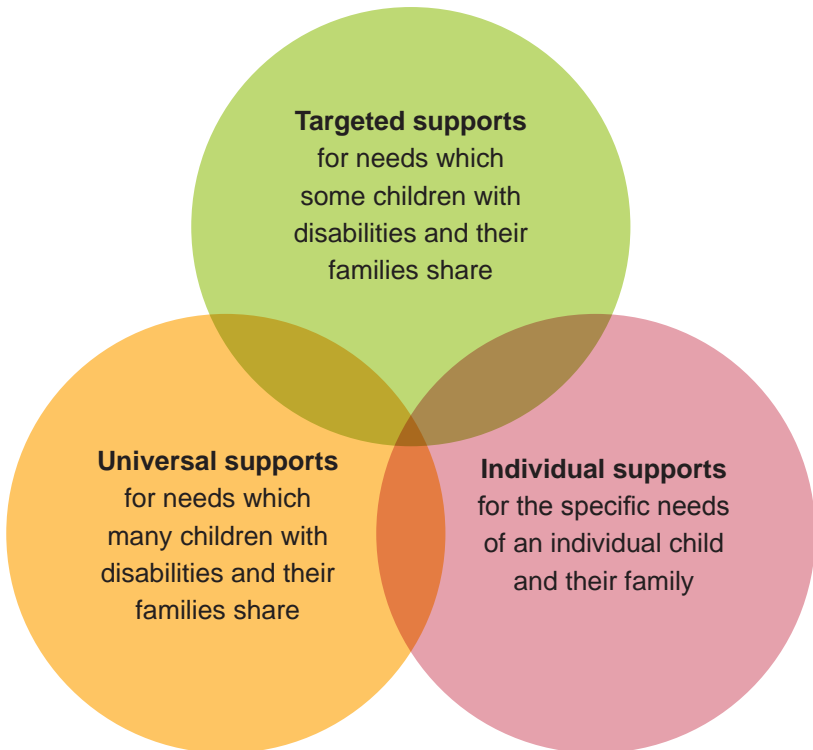 Targeted supports
for needs which
some children with
disabilities and their
families share
Universal supports
for needs which
many children with
disabilities and their
families share
Individual supports
for the specific needs
of an individual child
and their family